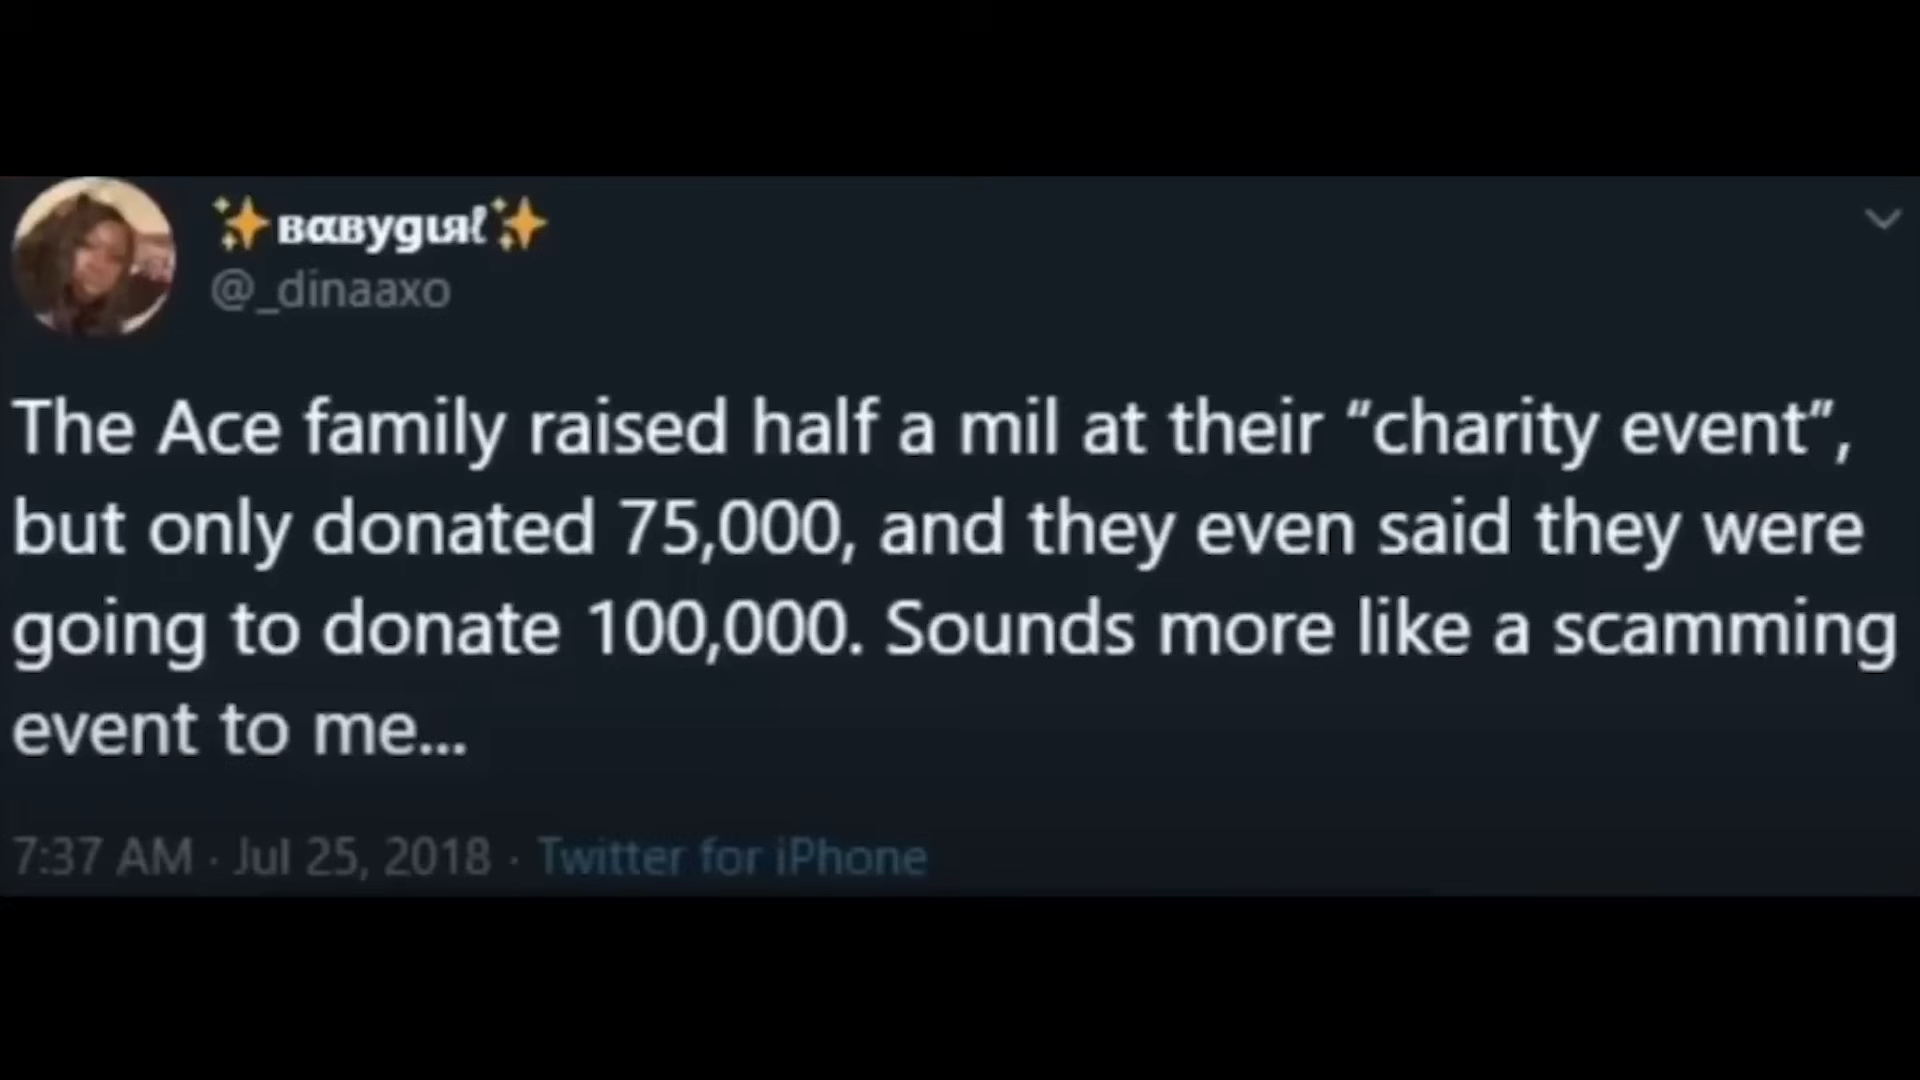 ✨вαвygιяℓ✨
@_dinaaxo
The Ace family raised half a mil at their “charity event”,
but only donated 75,000, and they even said they were
going to donate 100,000. Sounds more like a scamming
event to me...
7:37 AM · Jul 25, 2018 · Twitter for iPhone